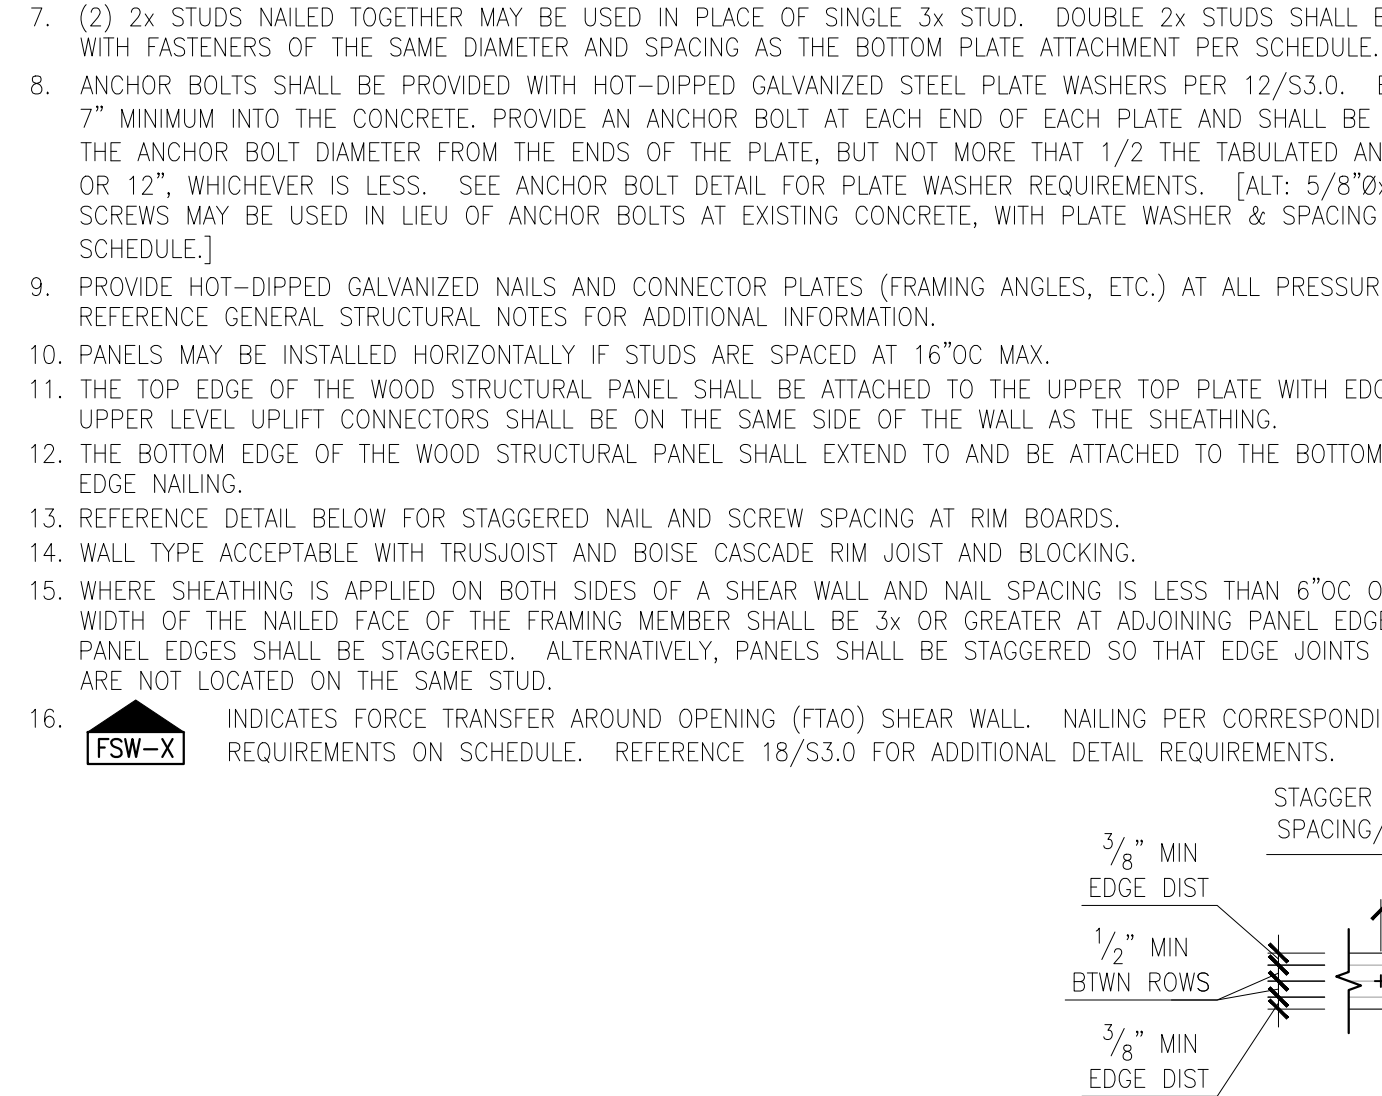 7. (2) 2x STUDS NAILED TOGETHER MAY BE USED IN PLACE OF SINGLE 3x STUD. DOUBLE 2x STUDS SHALL
WITH FASTENERS OF THE SAME DIAMETER AND SPACING AS THE BOTTOM PLATE ATTACHMENT PER SCHEDULE.
8. ANCHOR BOLTS SHALL BE PROVIDED WITH HOT-DIPPED GALVANIZED STEEL PLATE WASHERS PER 12/S3.0.
7" MINIMUM INTO THE CONCRETE. PROVIDE AN ANCHOR BOLT AT EACH END OF EACH PLATE AND SHALL BE
THE ANCHOR BOLT DIAMETER FROM THE ENDS OF THE PLATE, BUT NOT MORE THAT 1/2 THE TABULATED AN
OR 12", WHICHEVER IS LESS. SEE ANCHOR BOLT DETAIL FOR PLATE WASHER REQUIREMENTS. [ALT: 5/8"Øx
SCREWS MAY BE USED IN LIEU OF ANCHOR BOLTS AT EXISTING CONCRETE, WITH PLATE WASHER & SPACING
SCHEDULE.]
9. PROVIDE HOT-DIPPED GALVANIZED NAILS AND CONNECTOR PLATES (FRAMING ANGLES, ETC.) AT ALL PRESSUR
REFERENCE GENERAL STRUCTURAL NOTES FOR ADDITIONAL INFORMATION.
10. PANELS MAY BE INSTALLED HORIZONTALLY IF STUDS ARE SPACED AT 16"OC MAX.
11. THE TOP EDGE OF THE WOOD STRUCTURAL PANEL SHALL BE ATTACHED TO THE UPPER TOP PLATE WITH EDG
UPPER LEVEL UPLIFT CONNECTORS SHALL BE ON THE SAME SIDE OF THE WALL AS THE SHEATHING.
12. THE BOTTOM EDGE OF THE WOOD STRUCTURAL PANEL SHALL EXTEND TO AND BE ATTACHED TO THE BOTTOM
EDGE NAILING.
13. REFERENCE DETAIL BELOW FOR STAGGERED NAIL AND SCREW SPACING AT RIM BOARDS.
14. WALL TYPE ACCEPTABLE WITH TRUSJOIST AND BOISE CASCADE RIM JOIST AND BLOCKING.
15. WHERE SHEATHING IS APPLIED ON BOTH SIDES OF A SHEAR WALL AND NAIL SPACING IS LESS THAN 6"OC O
WIDTH OF THE NAILED FACE OF THE FRAMING MEMBER SHALL BE 3x OR GREATER AT ADJOINING PANEL EDGE
PANEL EDGES SHALL BE STAGGERED. ALTERNATIVELY, PANELS SHALL BE STAGGERED SO THAT EDGE JOINTS
ARE NOT LOCATED ON THE SAME STUD.
16. FSW-X INDICATES FORCE TRANSFER AROUND OPENING (FTAO) SHEAR WALL. NAILING PER CORRESPONDI
REQUIREMENTS ON SCHEDULE. REFERENCE 18/S3.0 FOR ADDITIONAL DETAIL REQUIREMENTS.
STAGGER
SPACING/
3/8" MIN
EDGE DIST
1/2" MIN
BTWN ROWS
3/8" MIN
EDGE DIST